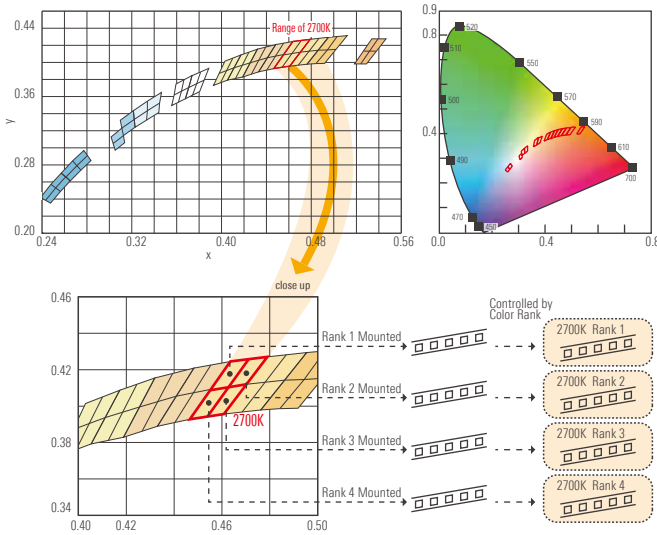 0.44
0.36
0.28
0.20
y
0.24
0.32
0.40
0.48
0.56
x
Range of 2700K
0.9
0.8
0.4
0.0
0.4
0.8
520
510
550
500
570
590
490
610
700
470
450
close up
0.46
0.42
0.38
0.34
0.40
0.42
0.46
0.50
2700K
Rank 1 Mounted
Rank 2 Mounted
Rank 3 Mounted
Rank 4 Mounted
Controlled by
Color Rank
2700K Rank 1
2700K Rank 2
2700K Rank 3
2700K Rank 4